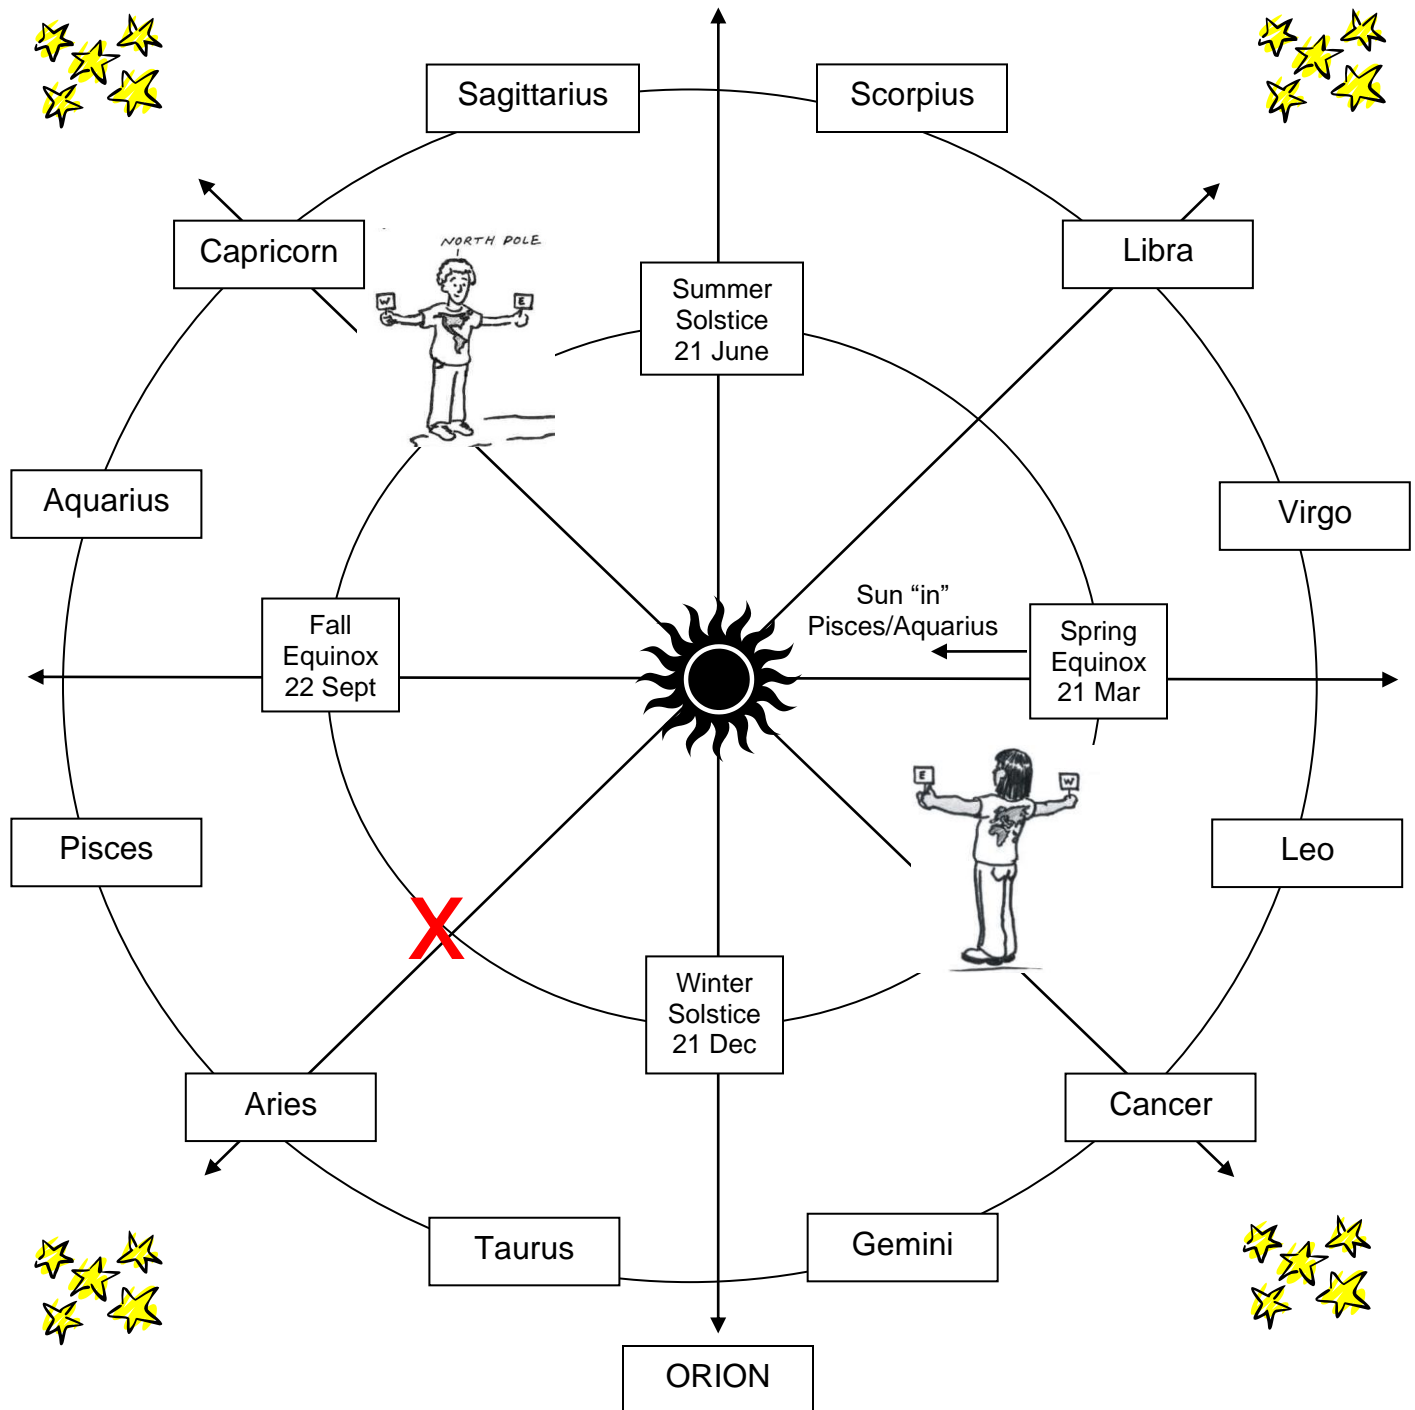 Sagittarius
Scorpius
Capricorn
NORTH POLE
Libra
W
E
Summer
Solstice
21 June
Aquarius
Virgo
Fall
Equinox
22 Sept
Sun “in”
Pisces/Aquarius
Spring
Equinox
21 Mar
E
W
Pisces
Leo
X
Winter
Solstice
21 Dec
Aries
Cancer
Taurus
Gemini
ORION